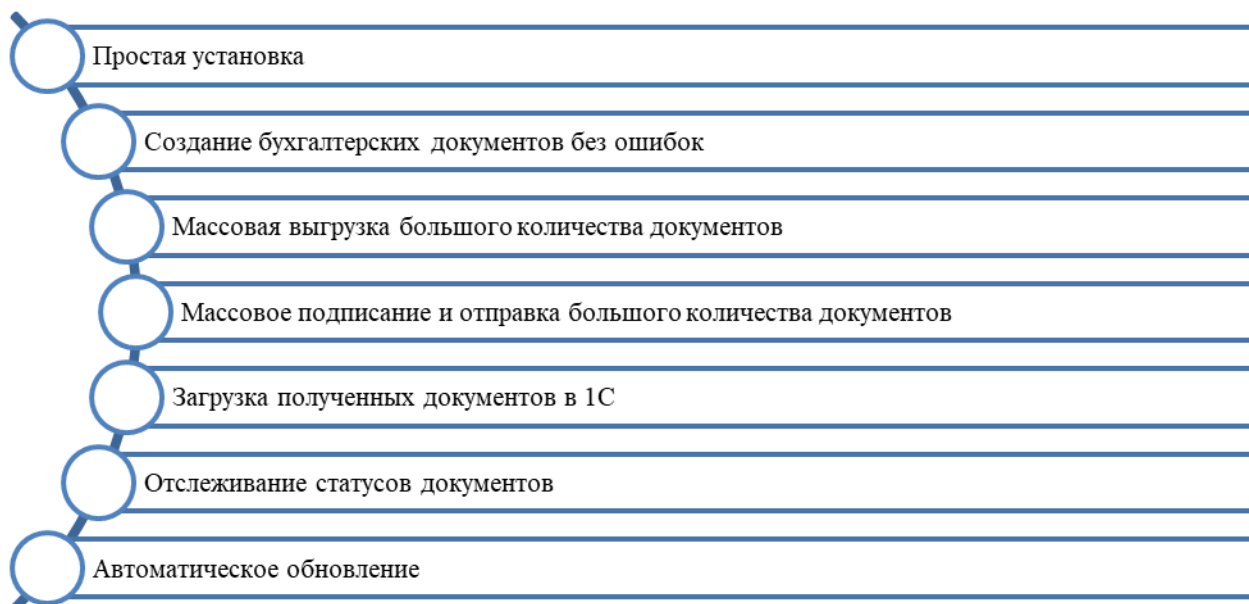 Простая установка
Создание бухгалтерских документов без ошибок
Массовая выгрузка большого количества документов
Массовое подписание и отправка большого количества документов
Загрузка полученных документов в 1С
Отслеживание статусов документов
Автоматическое обновление